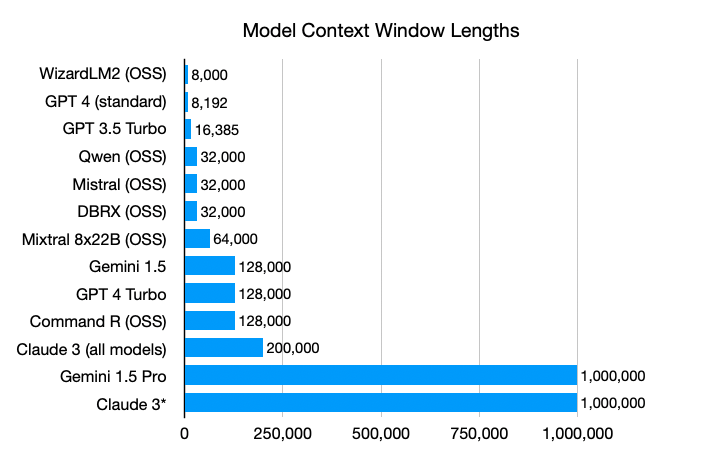 Model Context Window Lengths
WizardLM2 (OSS) 8,000
GPT 4 (standard) 8,192
GPT 3.5 Turbo 16,385
Qwen (OSS) 32,000
Mistral (OSS) 32,000
DBRX (OSS) 32,000
Mixtral 8x22B (OSS) 64,000
Gemini 1.5 128,000
GPT 4 Turbo 128,000
Command R (OSS) 128,000
Claude 3 (all models) 200,000
Gemini 1.5 Pro 1,000,000
Claude 3* 1,000,000
0 250,000 500,000 750,000 1,000,000